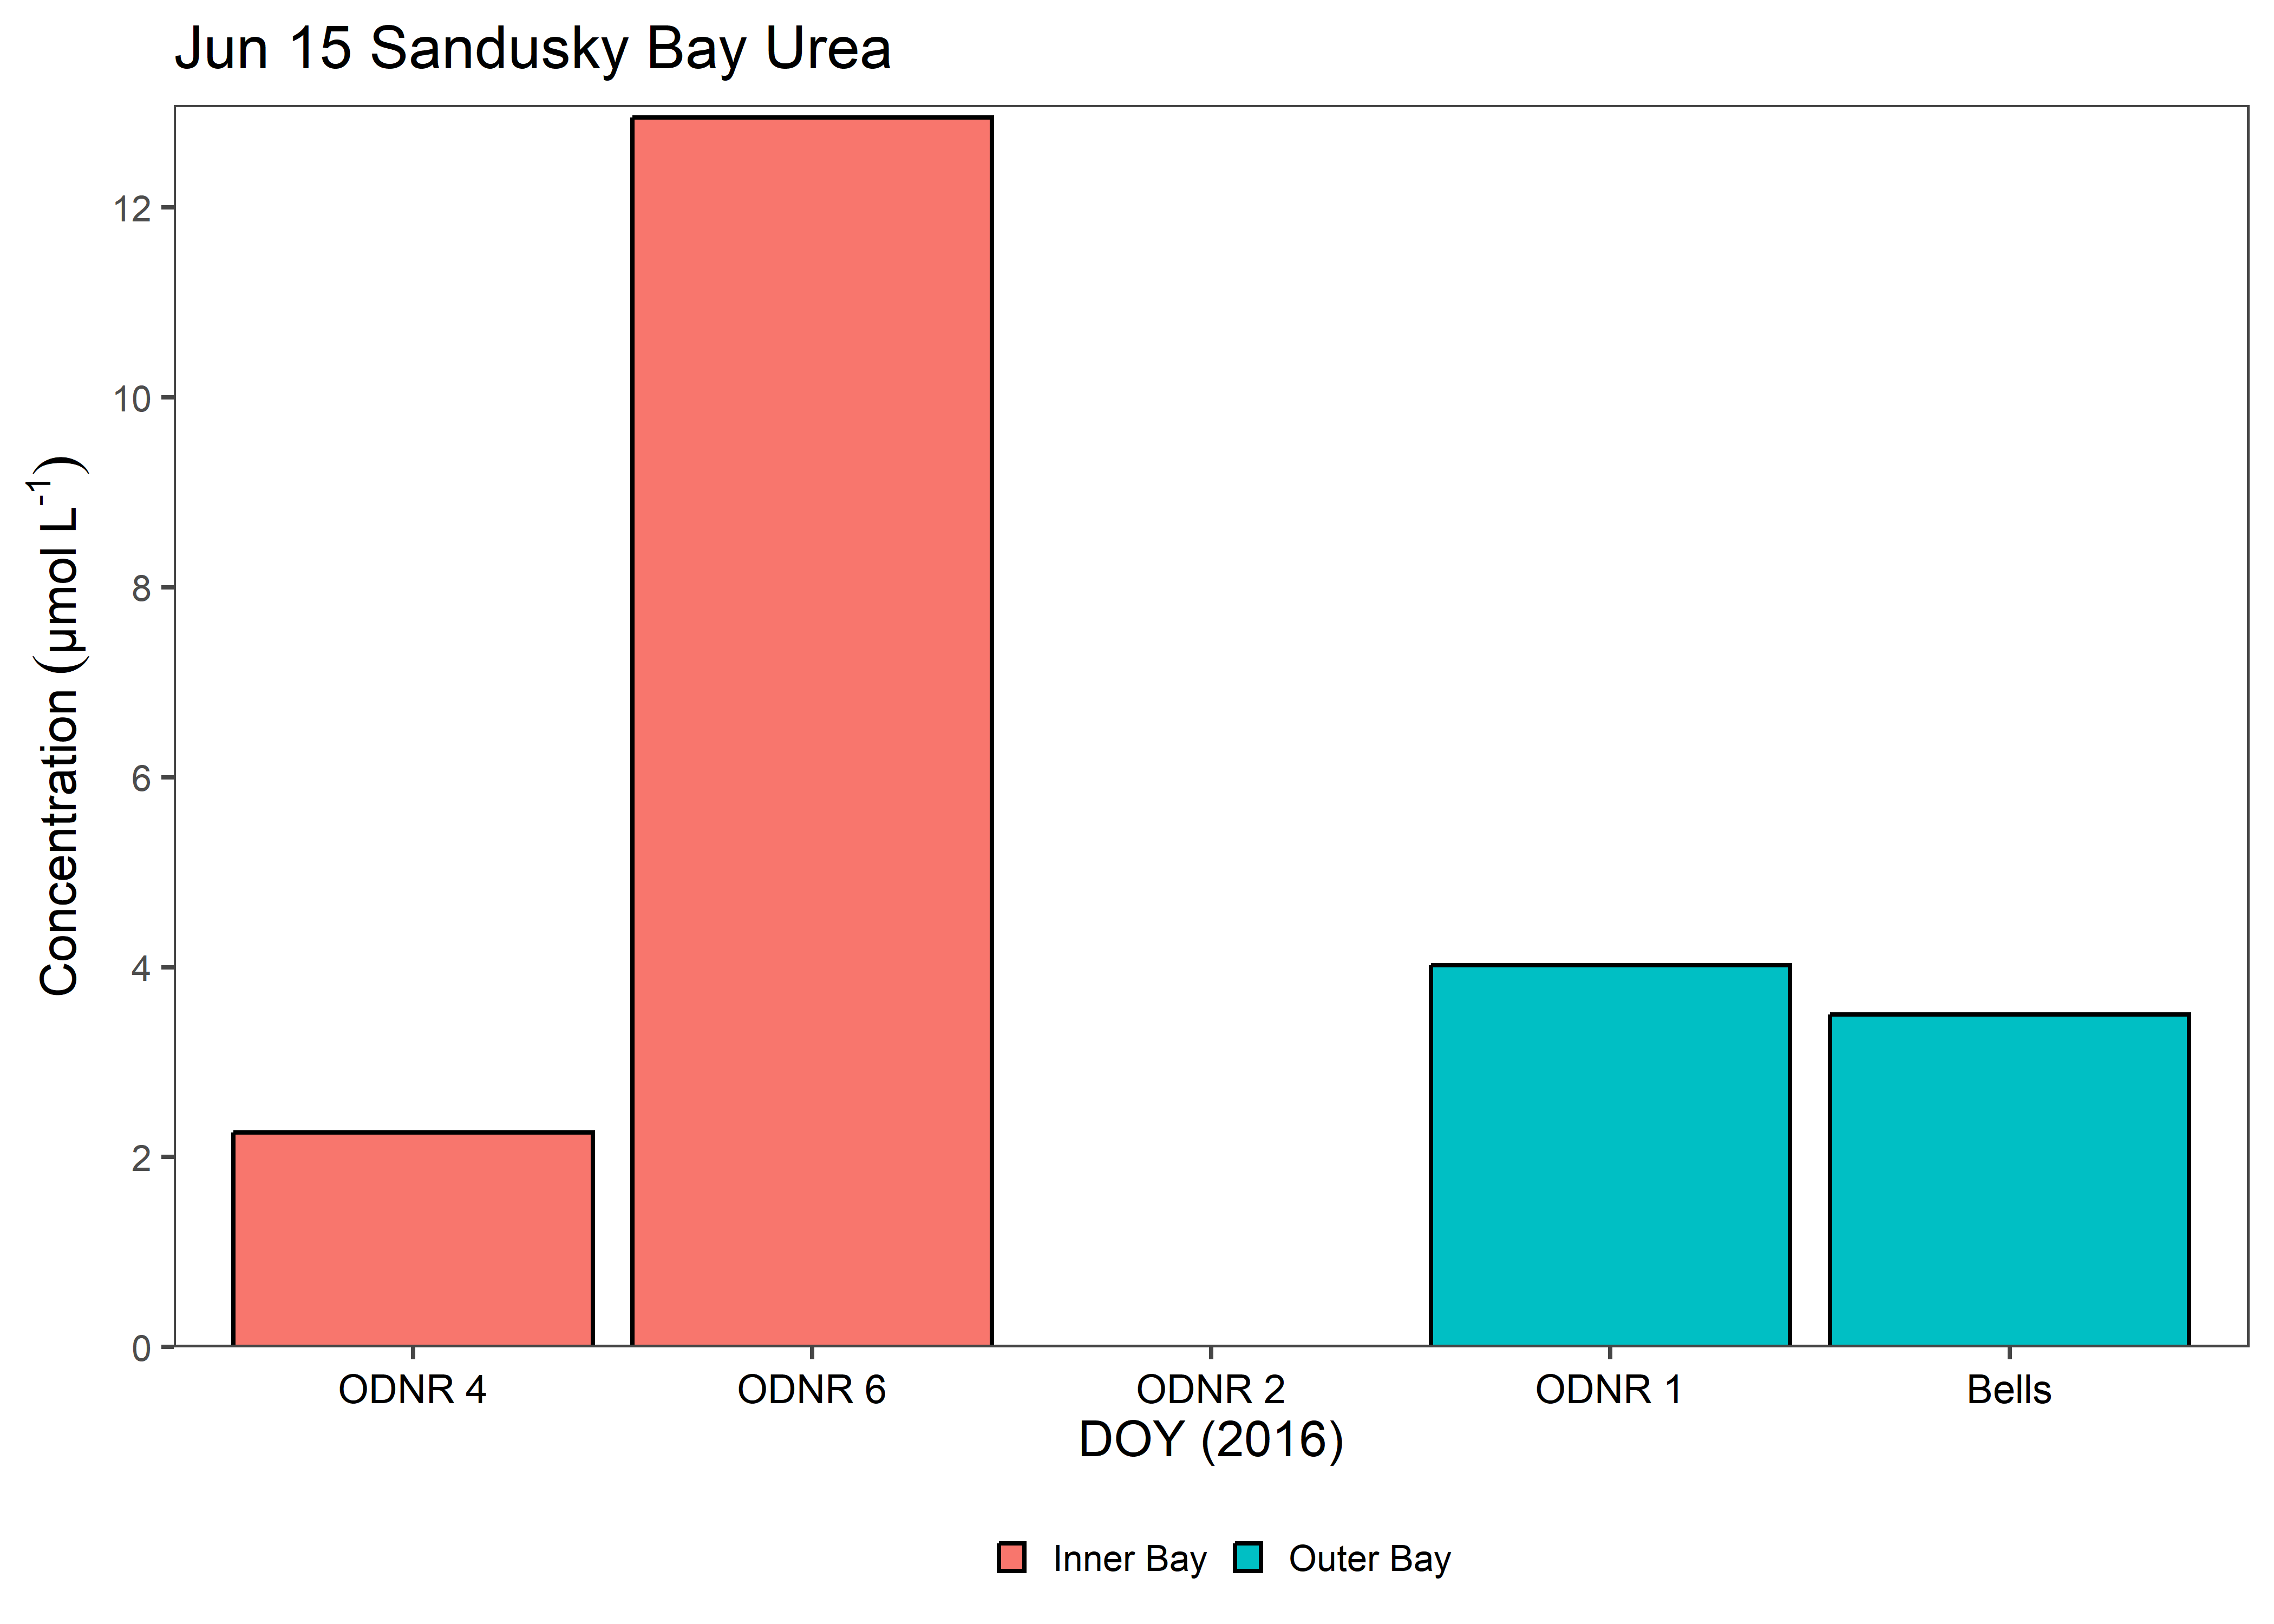 Jun 15 Sandusky Bay Urea
Concentration (µmol L⁻¹)
12
10
8
6
4
2
0
ODNR 4 ODNR 6 ODNR 2 ODNR 1 Bells
DOY (2016)
Inner Bay Outer Bay